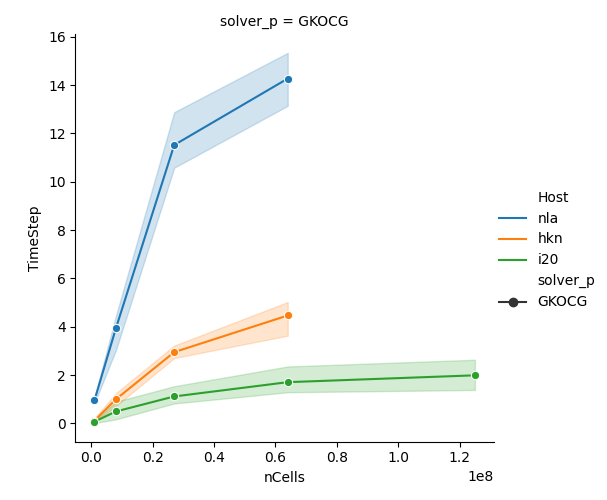 solver_p = GKOCG
16
14
12
10
8
6
4
2
0
TimeStep
0.0 0.2 0.4 0.6 0.8 1.0 1.2
1e8
nCells
Host
nla
hkn
i20
solver_p
GKOCG